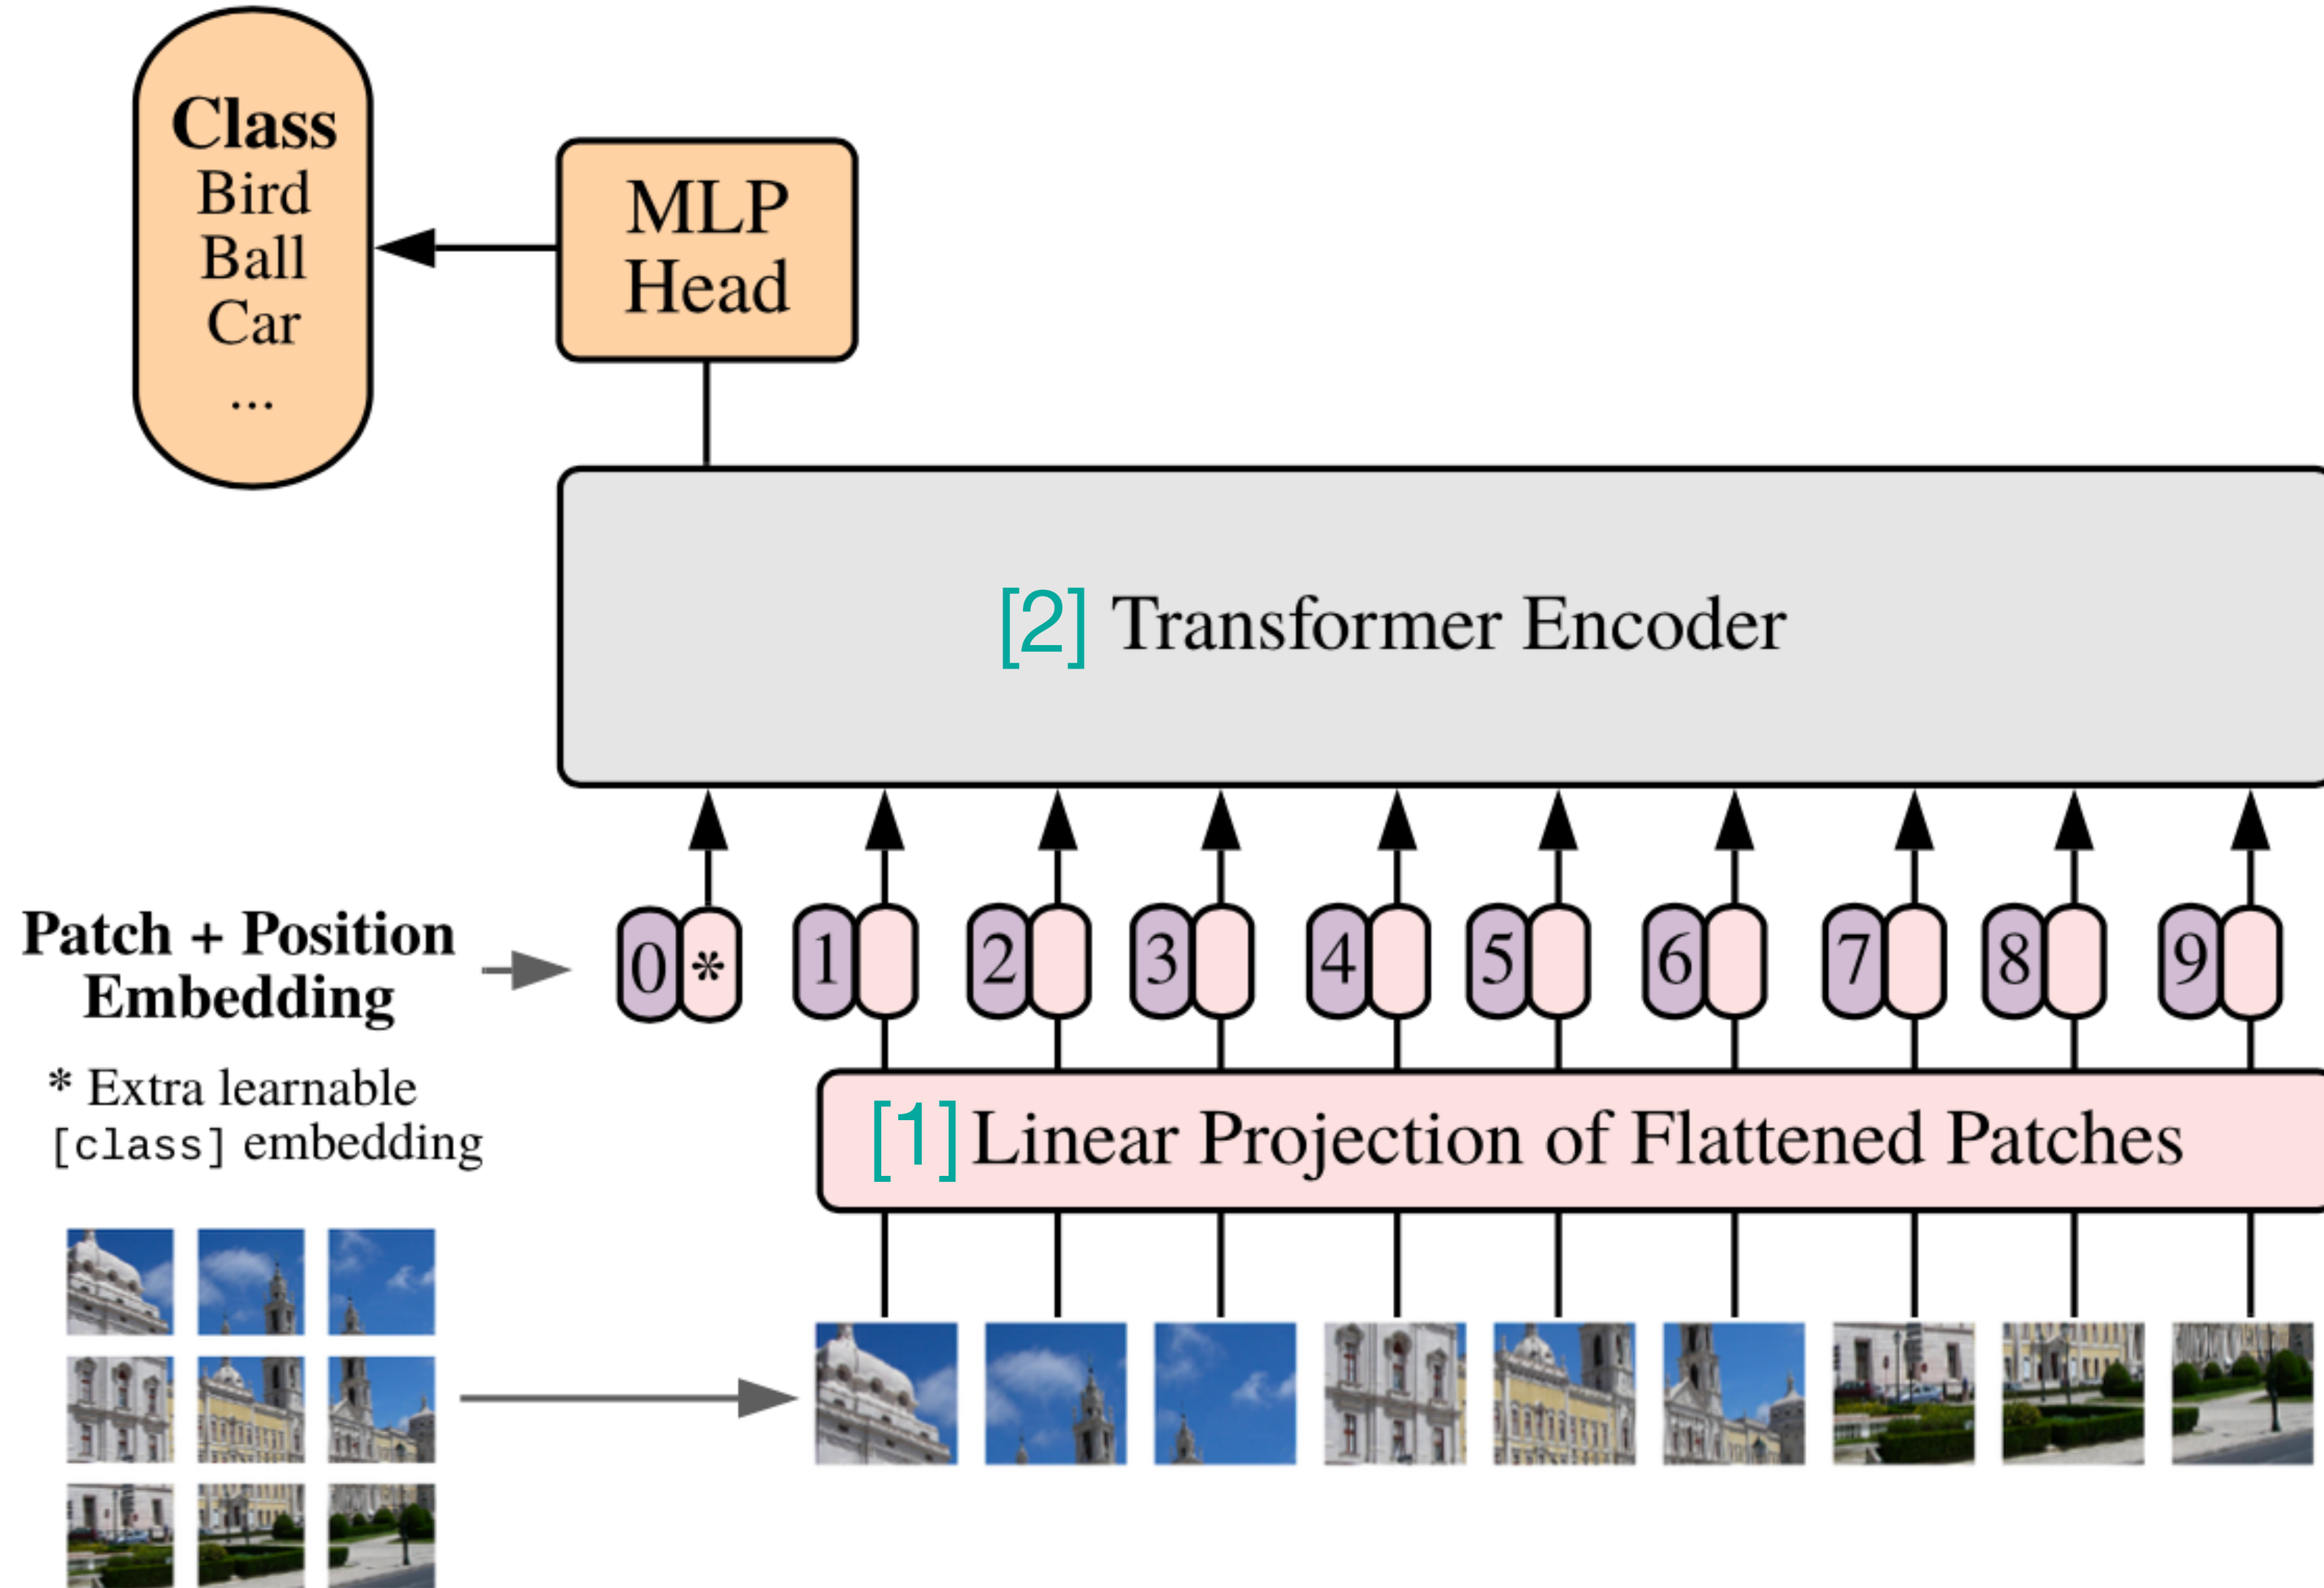 Class
Bird
Ball
Car
...
MLP
Head
[2] Transformer Encoder
Patch + Position
Embedding
0 * 1 2 3 4 5 6 7 8 9
* Extra learnable
[class] embedding
[1] Linear Projection of Flattened Patches